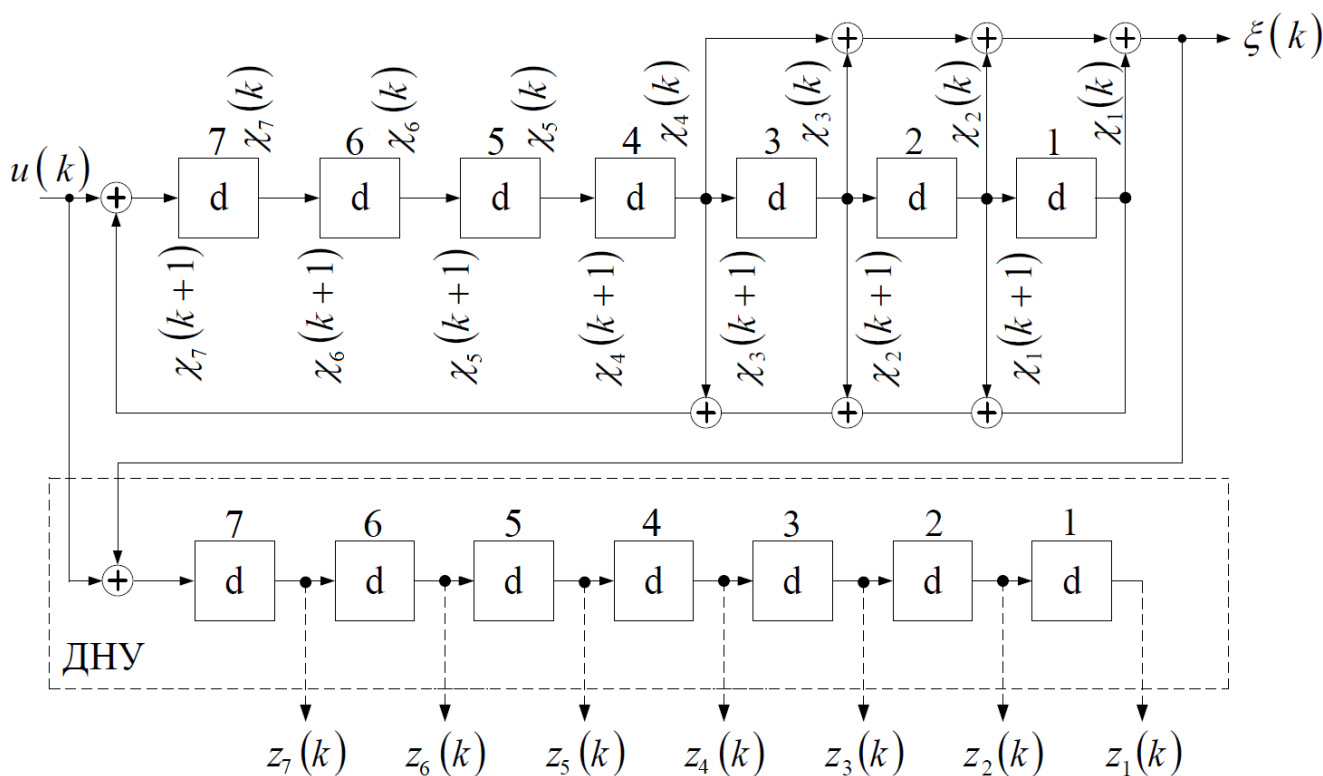 ξ(k)
χ₇(k) χ₆(k) χ₅(k) χ₄(k) χ₃(k) χ₂(k) χ₁(k)
7 6 5 4 3 2 1
u(k)
+ d d d d d d d
+ + +
χ₇(k+1) χ₆(k+1) χ₅(k+1) χ₄(k+1) χ₃(k+1) χ₂(k+1) χ₁(k+1)
+ + +
7 6 5 4 3 2 1
+ d d d d d d d
ДНУ
z₇(k) z₆(k) z₅(k) z₄(k) z₃(k) z₂(k) z₁(k)